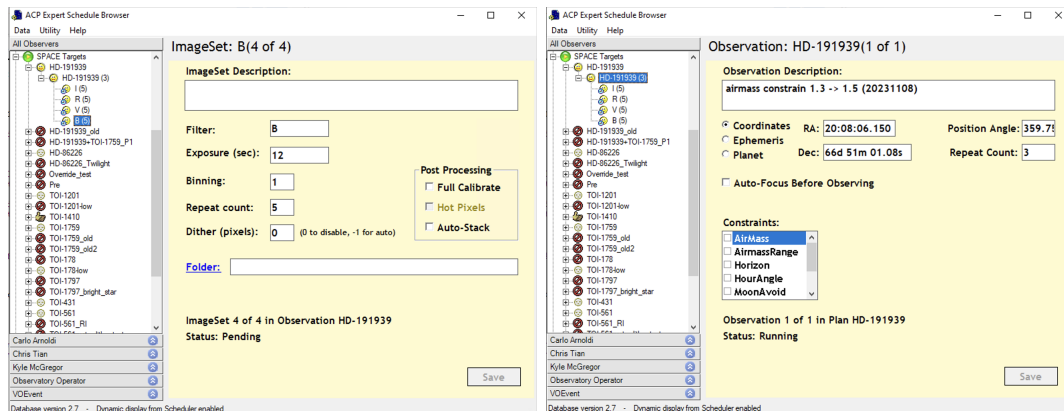 ACP Expert Schedule Browser
Data Utility Help
All Observers
SPACE Targets
HD-191939
HD-191939 (3)
I (5)
R (5)
V (5)
B (5)
HD-191939_old
HD-191939+TOI-1759_P1
HD-86226
HD-86226_Twilight
Override_test
Pre
TOI-1201
TOI-1201-low
TOI-1410
TOI-1759
TOI-1759_old
TOI-1759_old2
TOI-178
TOI-178-low
TOI-1797
TOI-1797_bright_star
TOI-431
TOI-561
TOI-561_RI
Carlo Arnoldi
Chris Tian
Kyle McGregor
Observatory Operator
VOEvent
Database version 2.7 - Dynamic display from Scheduler enabled
ImageSet: B(4 of 4)
ImageSet Description:
Filter: B
Exposure (sec): 12
Binning: 1
Repeat count: 5
Dither (pixels): 0 (0 to disable, -1 for auto)
Post Processing
Full Calibrate
Hot Pixels
Auto-Stack
Folder:
ImageSet 4 of 4 in Observation HD-191939
Status: Pending
Save
ACP Expert Schedule Browser
Data Utility Help
All Observers
SPACE Targets
HD-191939
HD-191939 (3)
I (5)
R (5)
V (5)
B (5)
HD-191939_old
HD-191939+TOI-1759_P1
HD-86226
HD-86226_Twilight
Override_test
Pre
TOI-1201
TOI-1201-low
TOI-1410
TOI-1759
TOI-1759_old
TOI-1759_old2
TOI-178
TOI-178-low
TOI-1797
TOI-1797_bright_star
TOI-431
TOI-561
TOI-561_RI
Carlo Arnoldi
Chris Tian
Kyle McGregor
Observatory Operator
VOEvent
Database version 2.7 - Dynamic display from Scheduler enabled
Observation: HD-191939(1 of 1)
Observation Description:
airmass constrain 1.3 -> 1.5 (20231108)
Coordinates RA: 20:08:06.150 Position Angle: 359.75
Ephemeris
Planet Dec: 66d 51m 01.08s Repeat Count: 3
Auto-Focus Before Observing
Constraints:
AirMass
AirmassRange
Horizon
HourAngle
MoonAvoid
Observation 1 of 1 in Plan HD-191939
Status: Running
Save